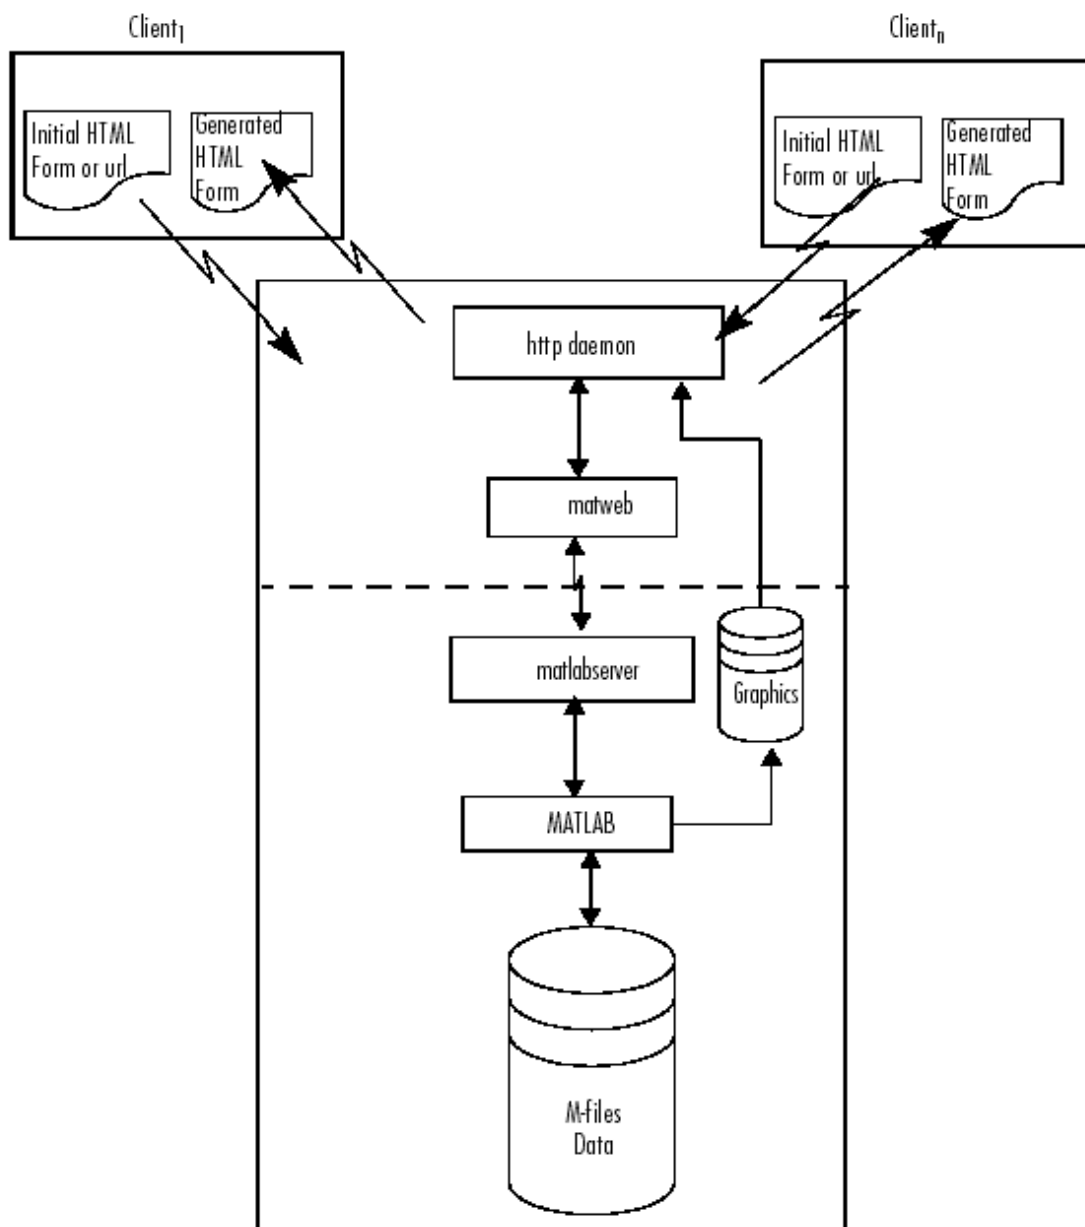 Client1
Clientn
Initial HTML
Form or url
Generated
HTML
Form
Initial HTML
Form or url
Generated
HTML
Form
http daemon
matweb
matlabserver
Graphics
MATLAB
M-files
Data